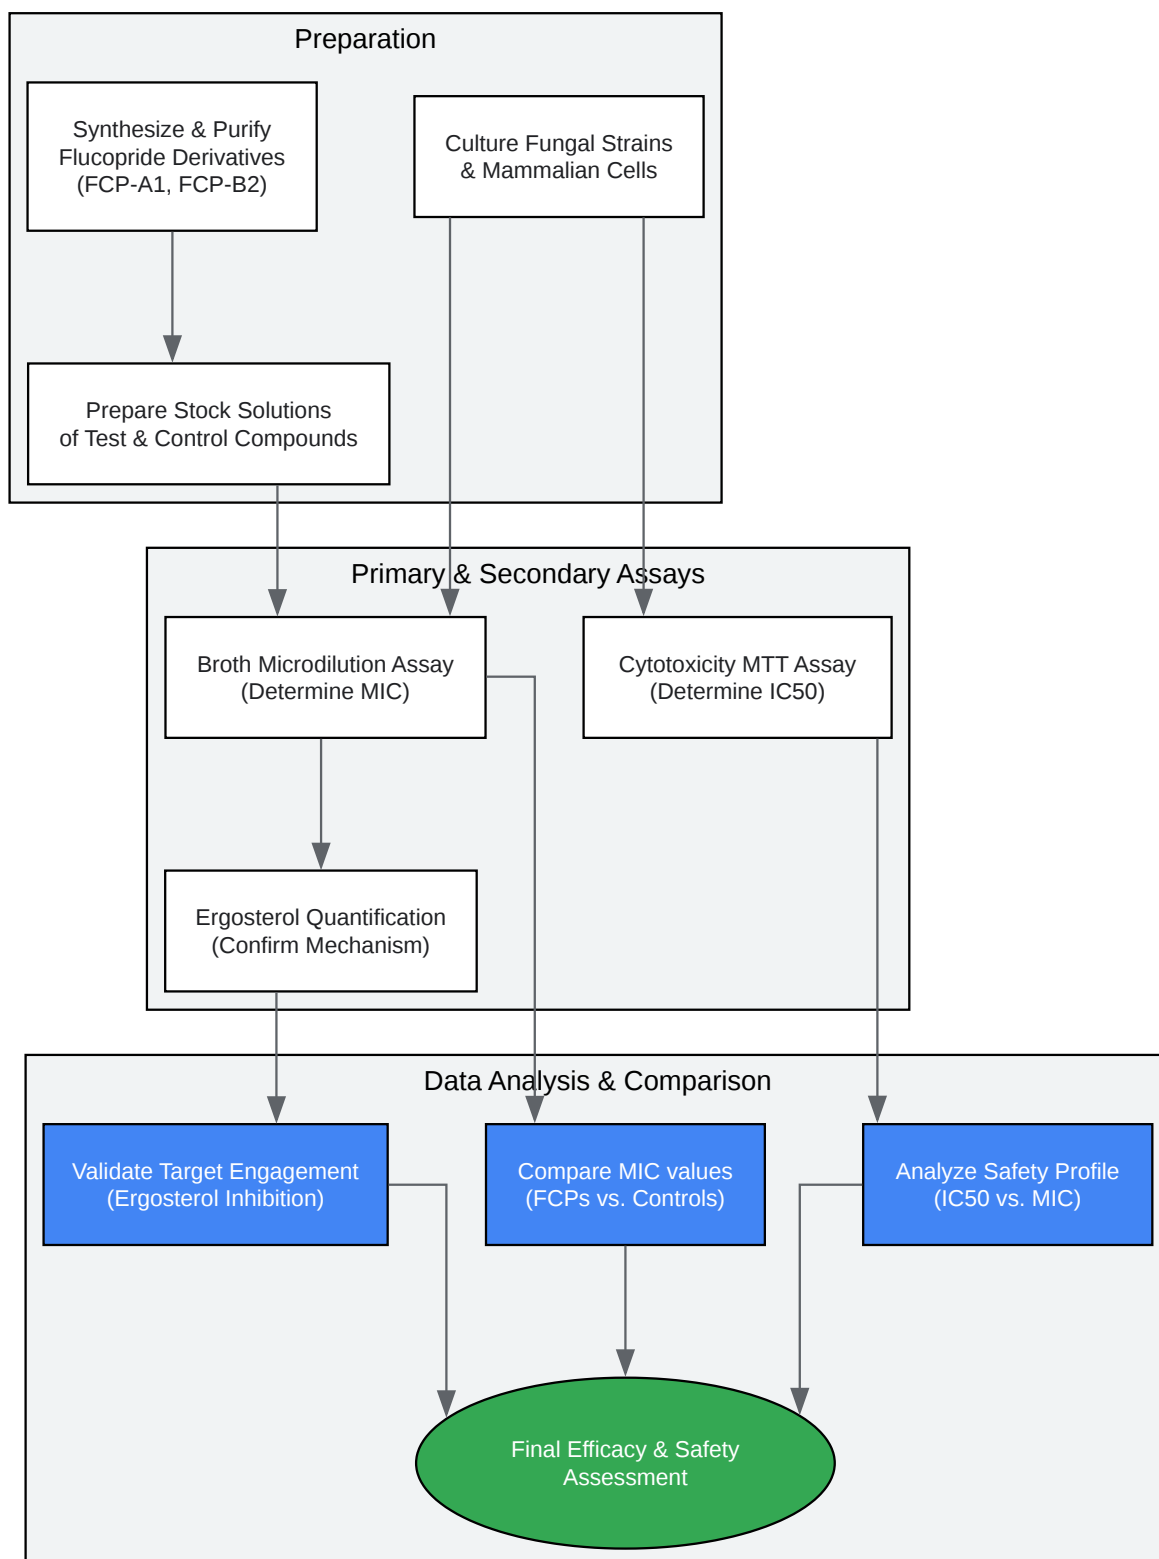 Preparation
Synthesize & Purify
Flucopride Derivatives
(FCP-A1, FCP-B2)
Culture Fungal Strains
& Mammalian Cells
Prepare Stock Solutions
of Test & Control Compounds
Primary & Secondary Assays
Broth Microdilution Assay
(Determine MIC)
Cytotoxicity MTT Assay
(Determine IC50)
Ergosterol Quantification
(Confirm Mechanism)
Data Analysis & Comparison
Validate Target Engagement
(Ergosterol Inhibition)
Compare MIC values
(FCPs vs. Controls)
Analyze Safety Profile
(IC50 vs. MIC)
Final Efficacy & Safety
Assessment